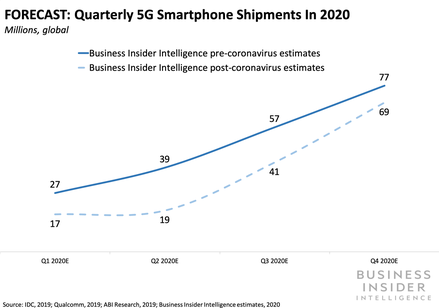 FORECAST: Quarterly 5G Smartphone Shipments In 2020
Millions, global
Business Insider Intelligence pre-coronavirus estimates
Business Insider Intelligence post-coronavirus estimates
77
57
69
39
27
41
17
19
Q1 2020E Q2 2020E Q3 2020E Q4 2020E
BUSINESS
INSIDER
INTELLIGENCE
Source: IDC, 2019; Qualcomm, 2019; ABI Research, 2019; Business Insider Intelligence estimates, 2020